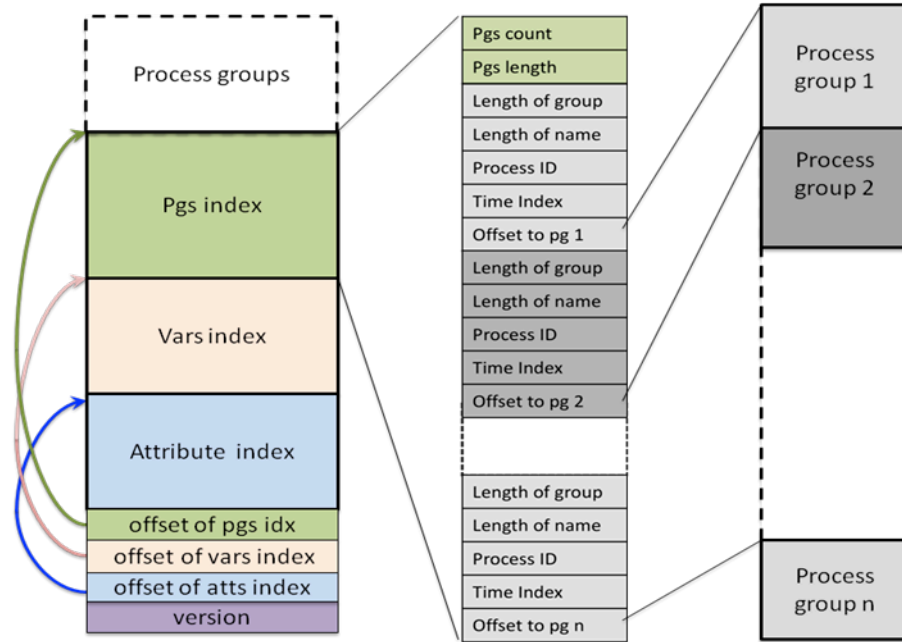 Process groups
Pgs index
Vars index
Attribute index
offset of pgs idx
offset of vars index
offset of atts index
version
Pgs count
Pgs length
Length of group
Length of name
Process ID
Time Index
Offset to pg 1
Length of group
Length of name
Process ID
Time Index
Offset to pg 2
Length of group
Length of name
Process ID
Time Index
Offset to pg n
Process
group 1
Process
group 2
Process
group n